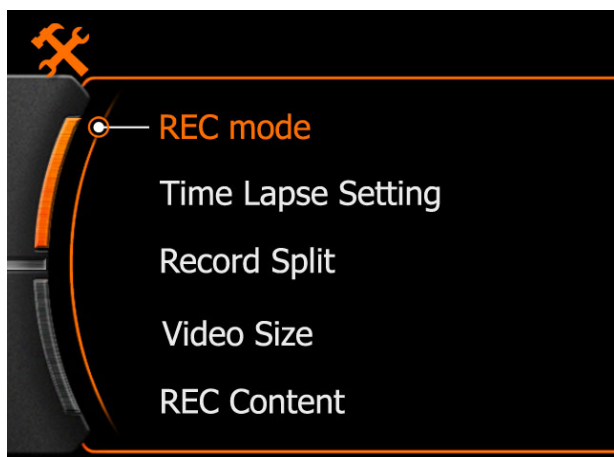 REC mode
Time Lapse Setting
Record Split
Video Size
REC Content